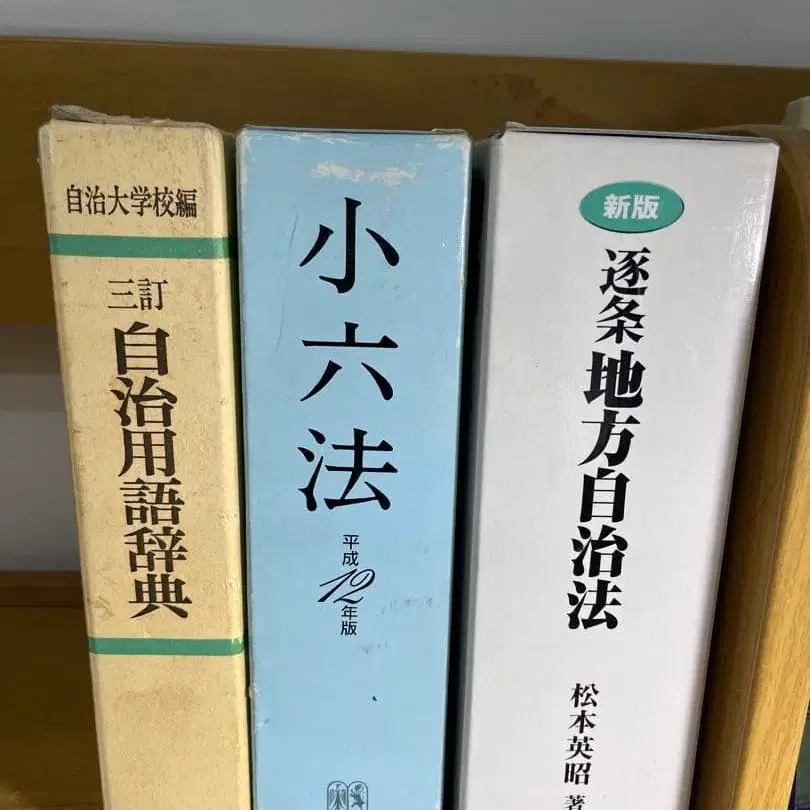 自治大学校編
三訂
自治用語辞典
小六法
平成12年版
新版
逐条
地方自治法
松本英昭 著